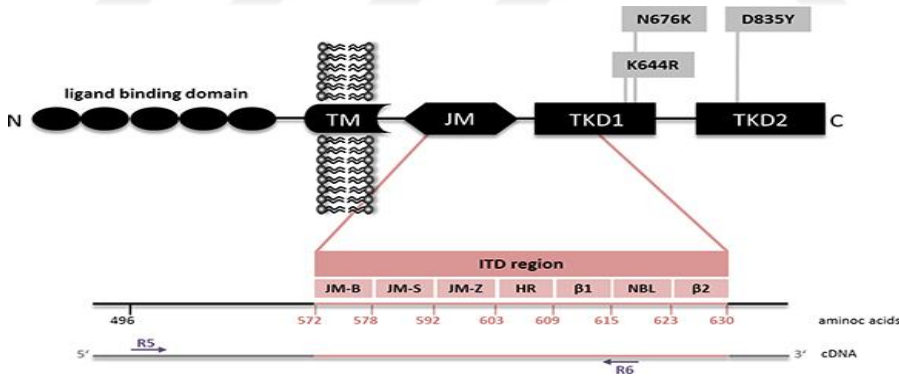 N676K D835Y
K644R
ligand binding domain
N TM JM TKD1 TKD2 C
ITD region
JM-B JM-S JM-Z HR β1 NBL β2
496 572 578 592 603 609 615 623 630 aminoc acids
5' R5 R6 3' cDNA